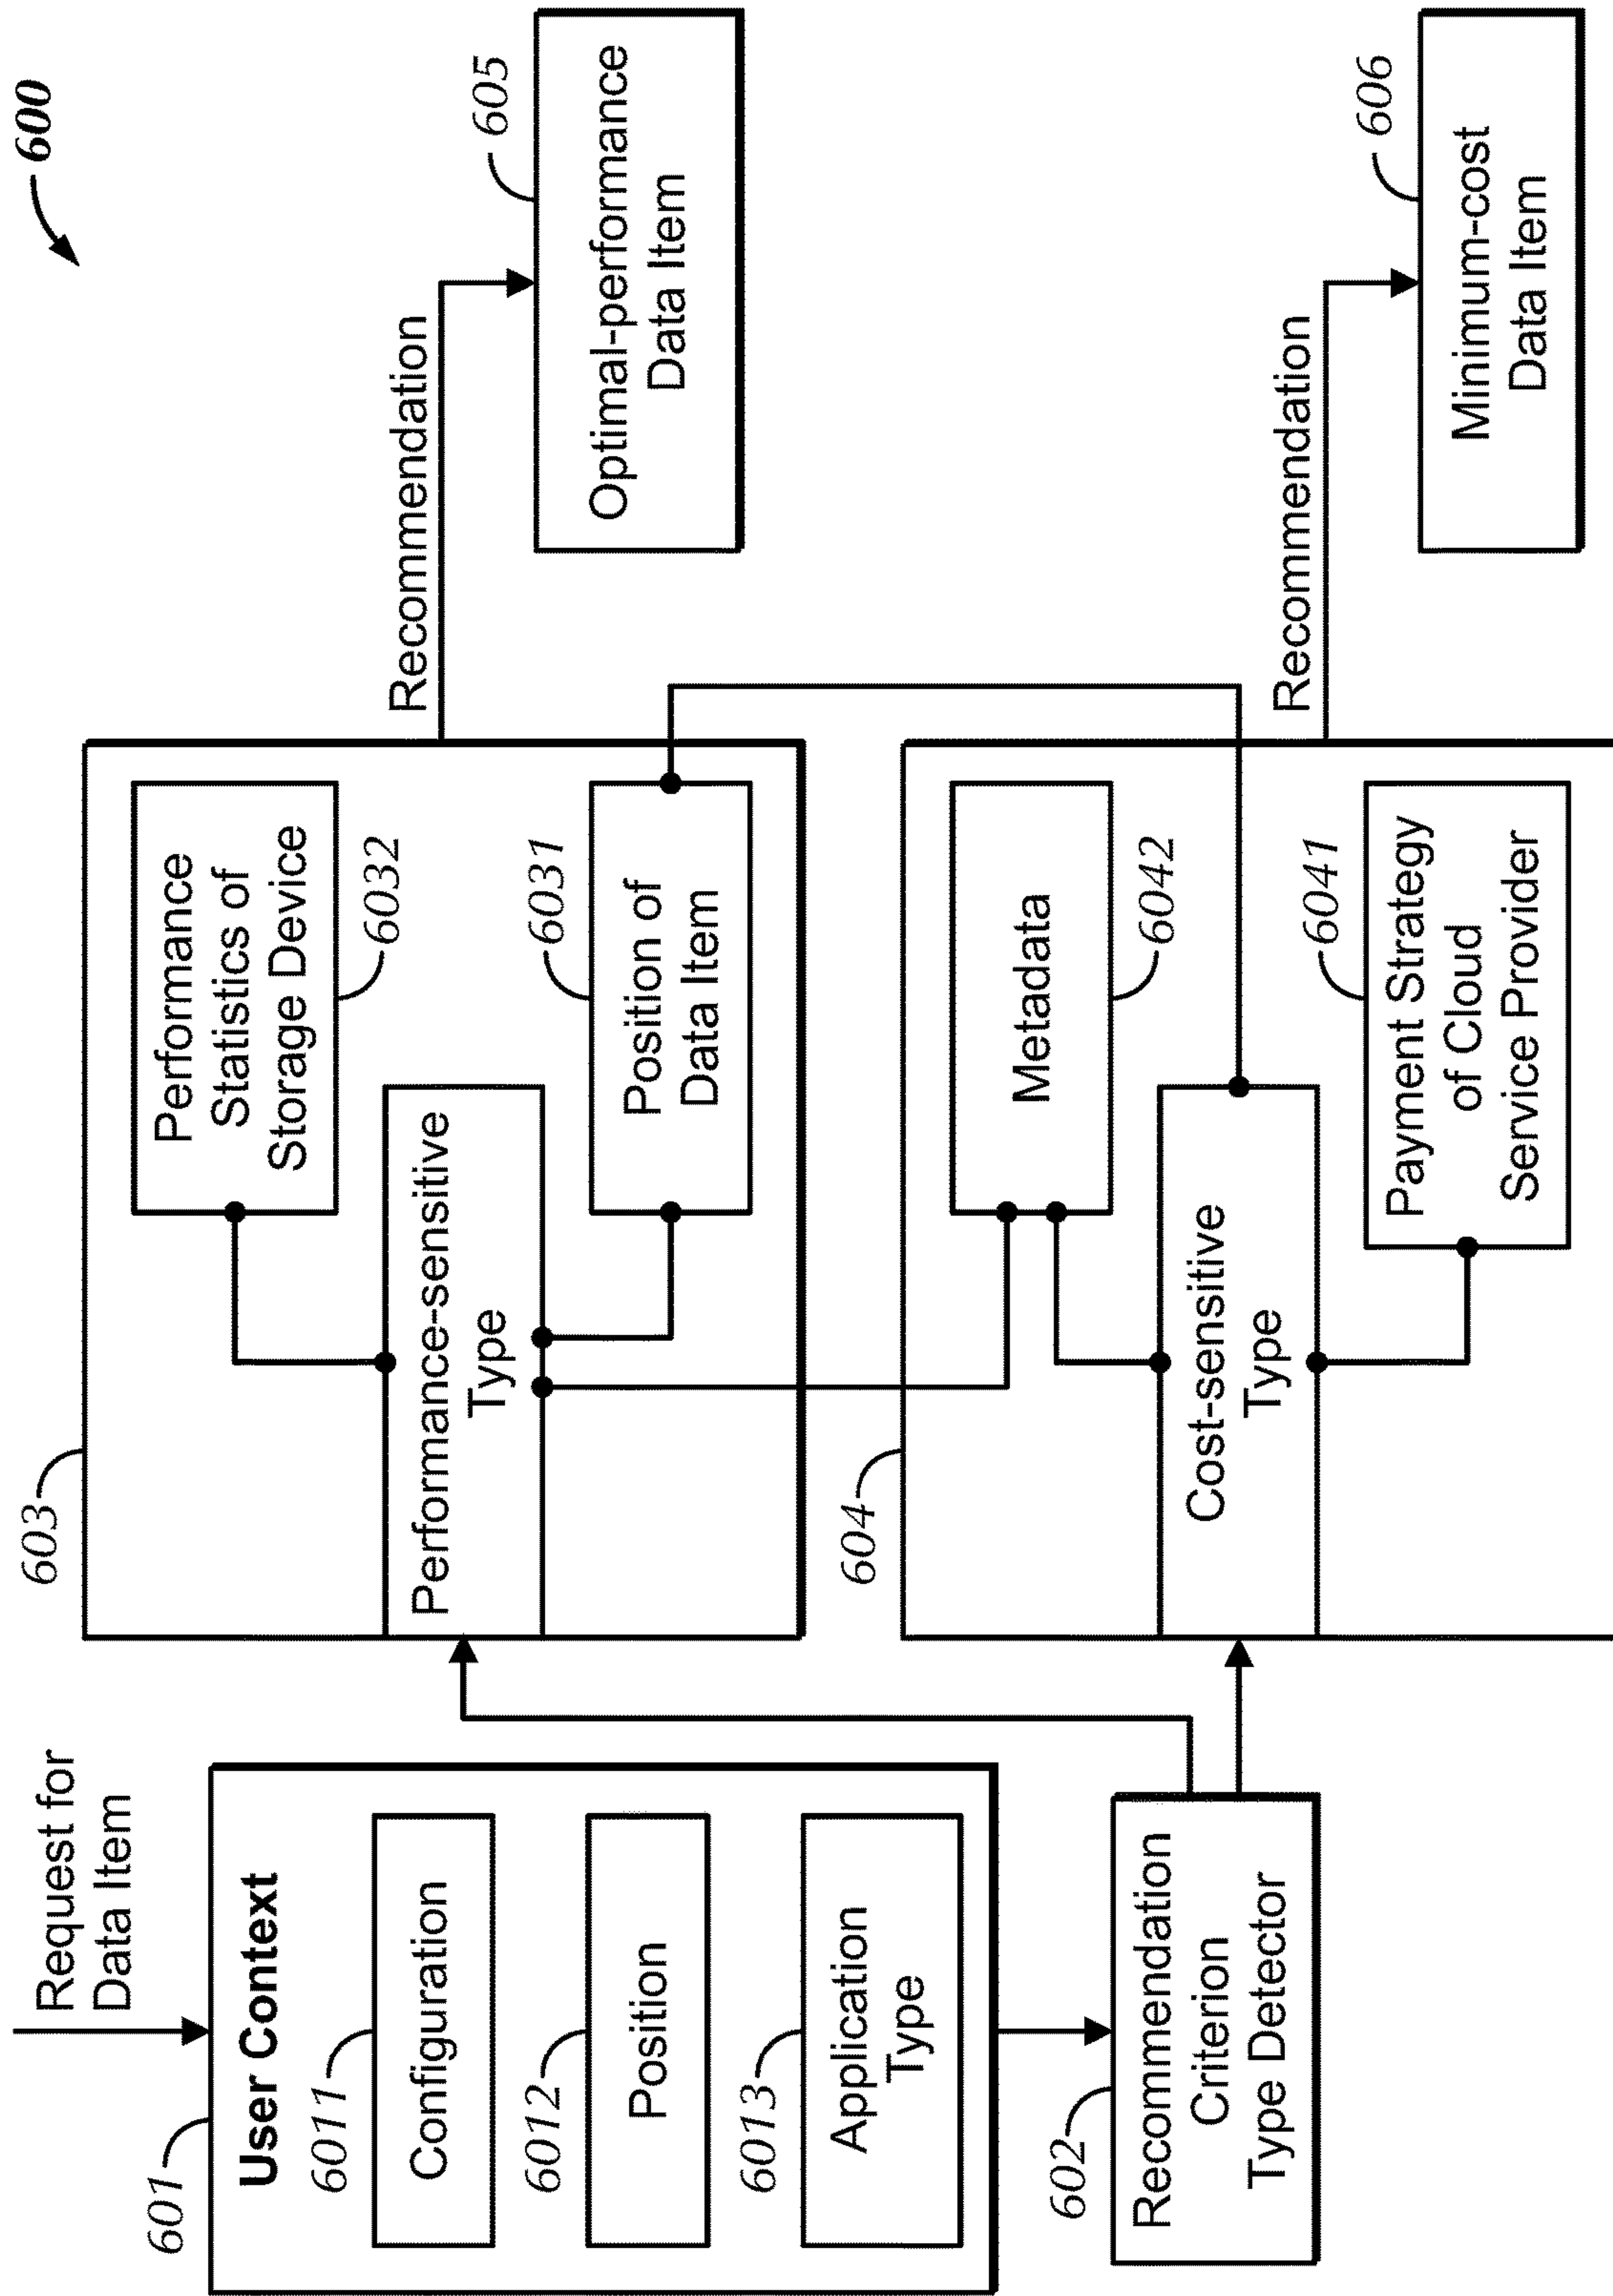 600
Request for
Data Item
601
User Context
6011
Configuration
6012
Position
6013
Application
Type
602
Recommendation
Criterion
Type Detector
603
Performance-sensitive
Type
Performance
Statistics of
Storage Device
6032
6031
Position of
Data Item
604
Cost-sensitive
Type
Metadata
6042
6041
Payment Strategy
of Cloud
Service Provider
Recommendation
605
Optimal-performance
Data Item
Recommendation
606
Minimum-cost
Data Item